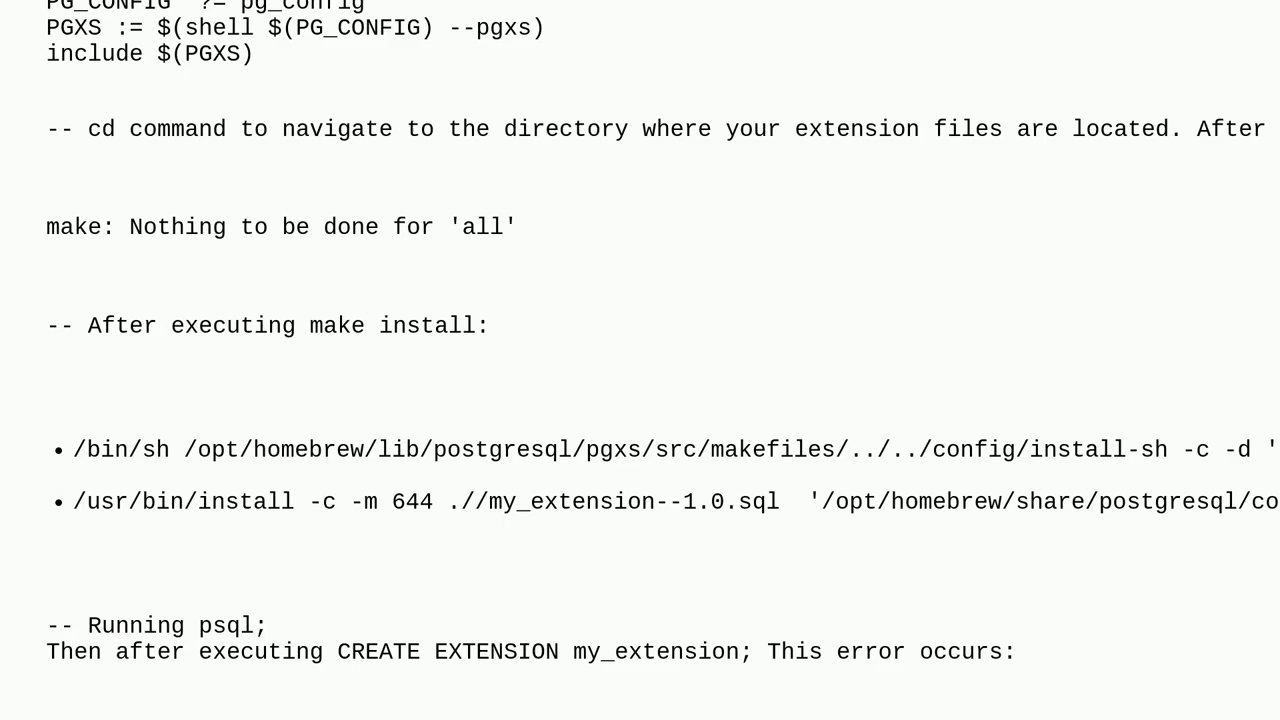 PG_CONFIG  ?= pg_config
PGXS := $(shell $(PG_CONFIG) --pgxs)
include $(PGXS)
-- cd command to navigate to the directory where your extension files are located. After
make: Nothing to be done for 'all'
-- After executing make install:
• /bin/sh /opt/homebrew/lib/postgresql/pgxs/src/makefiles/../../config/install-sh -c -d '
• /usr/bin/install -c -m 644 .//my_extension--1.0.sql  '/opt/homebrew/share/postgresql/co
-- Running psql;
Then after executing CREATE EXTENSION my_extension; This error occurs: